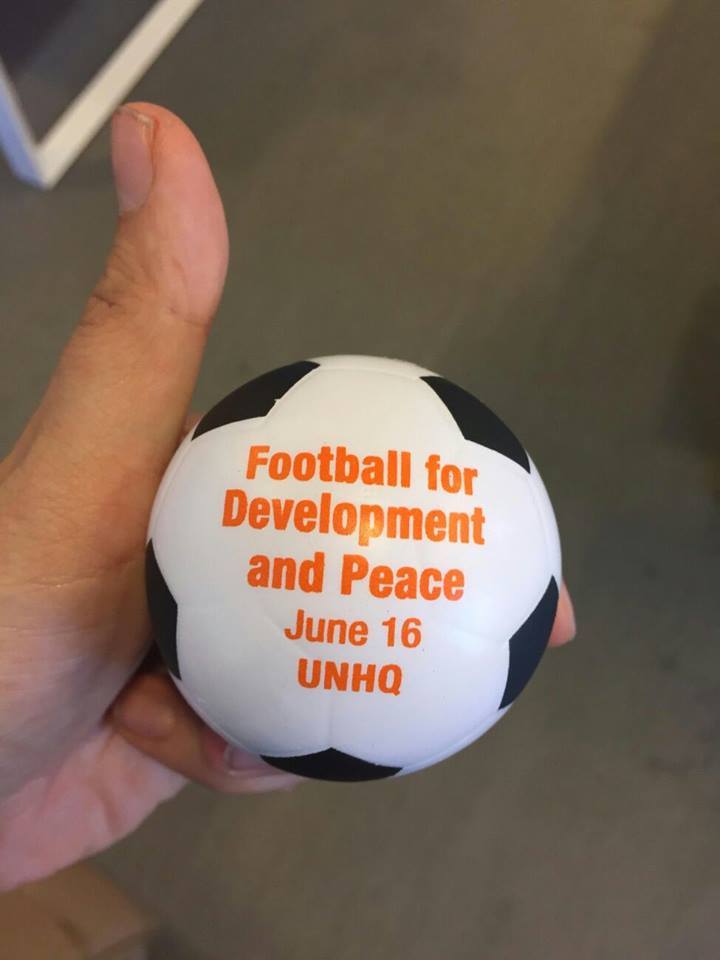 Football for
Development
and Peace
June 16
UNHQ